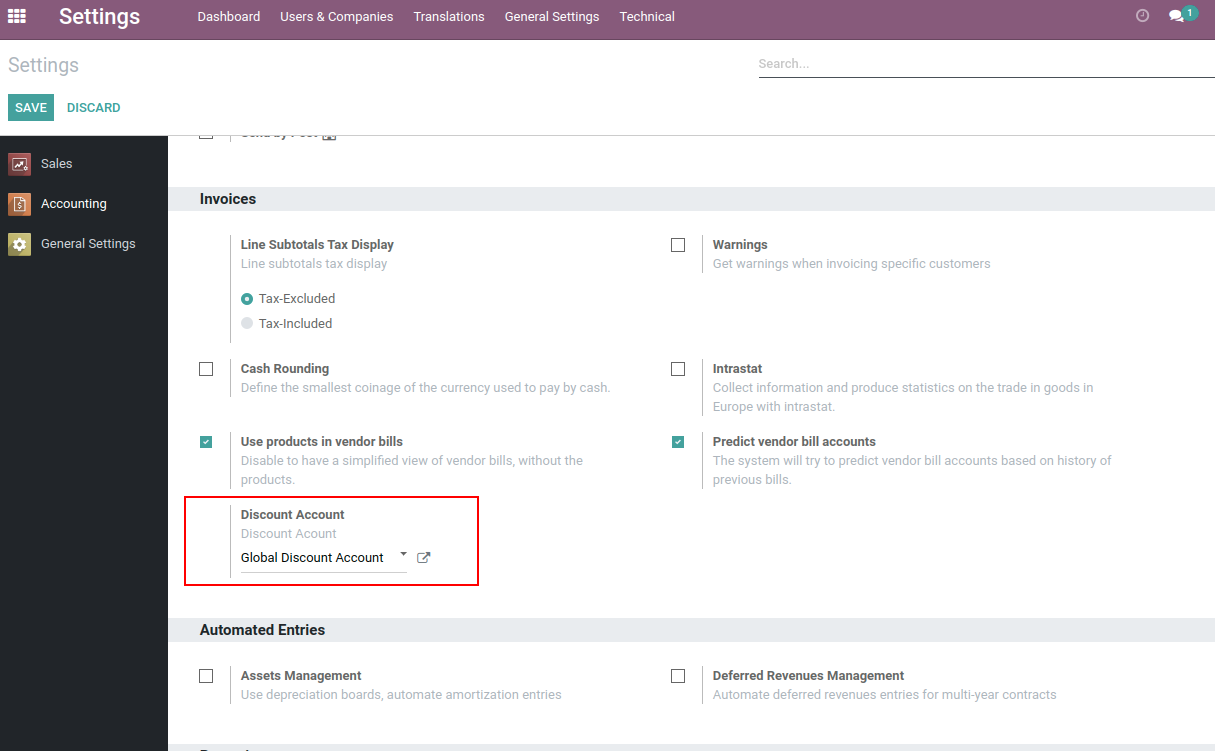 Settings Dashboard Users & Companies Translations General Settings Technical 1
Settings Search...
SAVE DISCARD
Sales
Accounting
General Settings
Invoices
Line Subtotals Tax Display
Line subtotals tax display
Tax-Excluded
Tax-Included
Warnings
Get warnings when invoicing specific customers
Cash Rounding
Define the smallest coinage of the currency used to pay by cash.
Intrastat
Collect information and produce statistics on the trade in goods in
Europe with intrastat.
Use products in vendor bills
Disable to have a simplified view of vendor bills, without the
products.
Predict vendor bill accounts
The system will try to predict vendor bill accounts based on history of
previous bills.
Discount Account
Discount Acount
Global Discount Account
Automated Entries
Assets Management
Use depreciation boards, automate amortization entries
Deferred Revenues Management
Automate deferred revenues entries for multi-year contracts